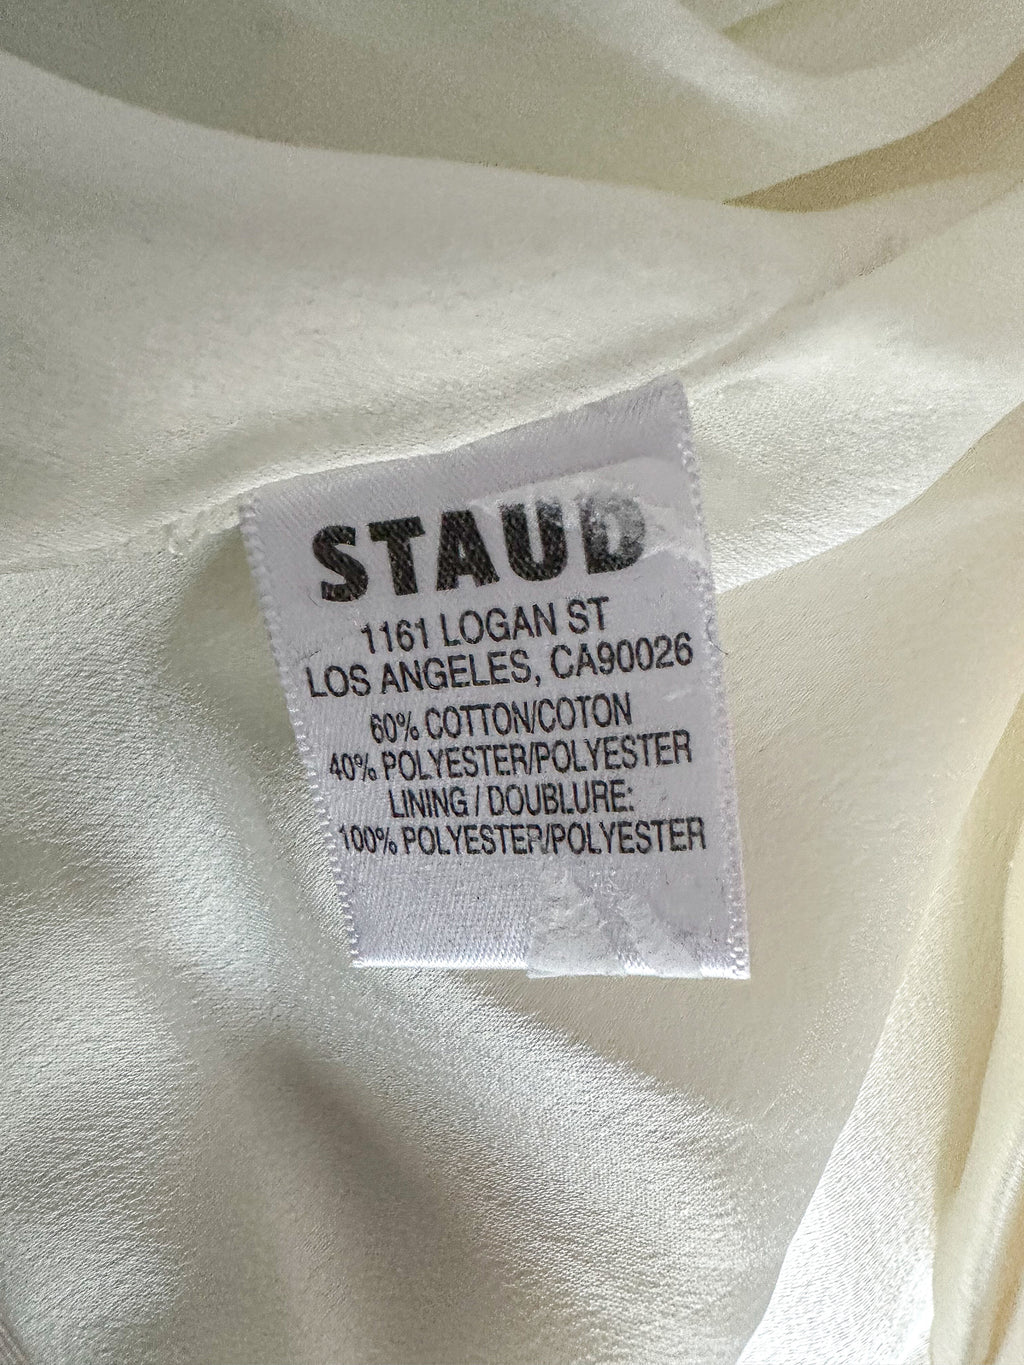 STAUD
1161 LOGAN ST
LOS ANGELES, CA90026
60% COTTON/COTON
40% POLYESTER/POLYESTER
LINING / DOUBLURE:
100% POLYESTER/POLYESTER